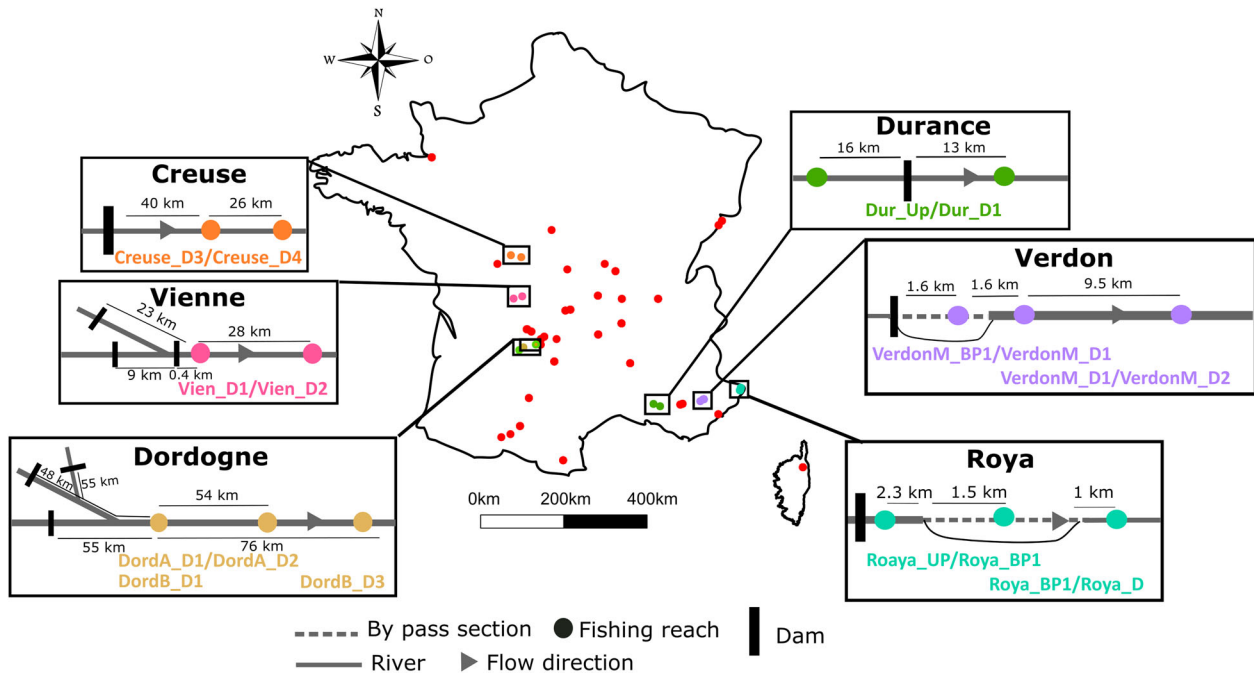 N
W
O
S
Durance
16 km
13 km
Dur_Up/Dur_D1
Creuse
40 km
26 km
Creuse_D3/Creuse_D4
Verdon
1.6 km
1.6 km
9.5 km
VerdonM_BP1/VerdonM_D1
VerdonM_D1/VerdonM_D2
Vienne
23 km
28 km
9 km
0.4 km
Vien_D1/Vien_D2
Dordogne
48 km
55 km
54 km
55 km
76 km
DordA_D1/DordA_D2
DordB_D1
DordB_D3
Roya
2.3 km
1.5 km
1 km
Roaya_UP/Roya_BP1
Roya_BP1/Roya_D
0km
200km
400km
By pass section
Fishing reach
Dam
River
Flow direction